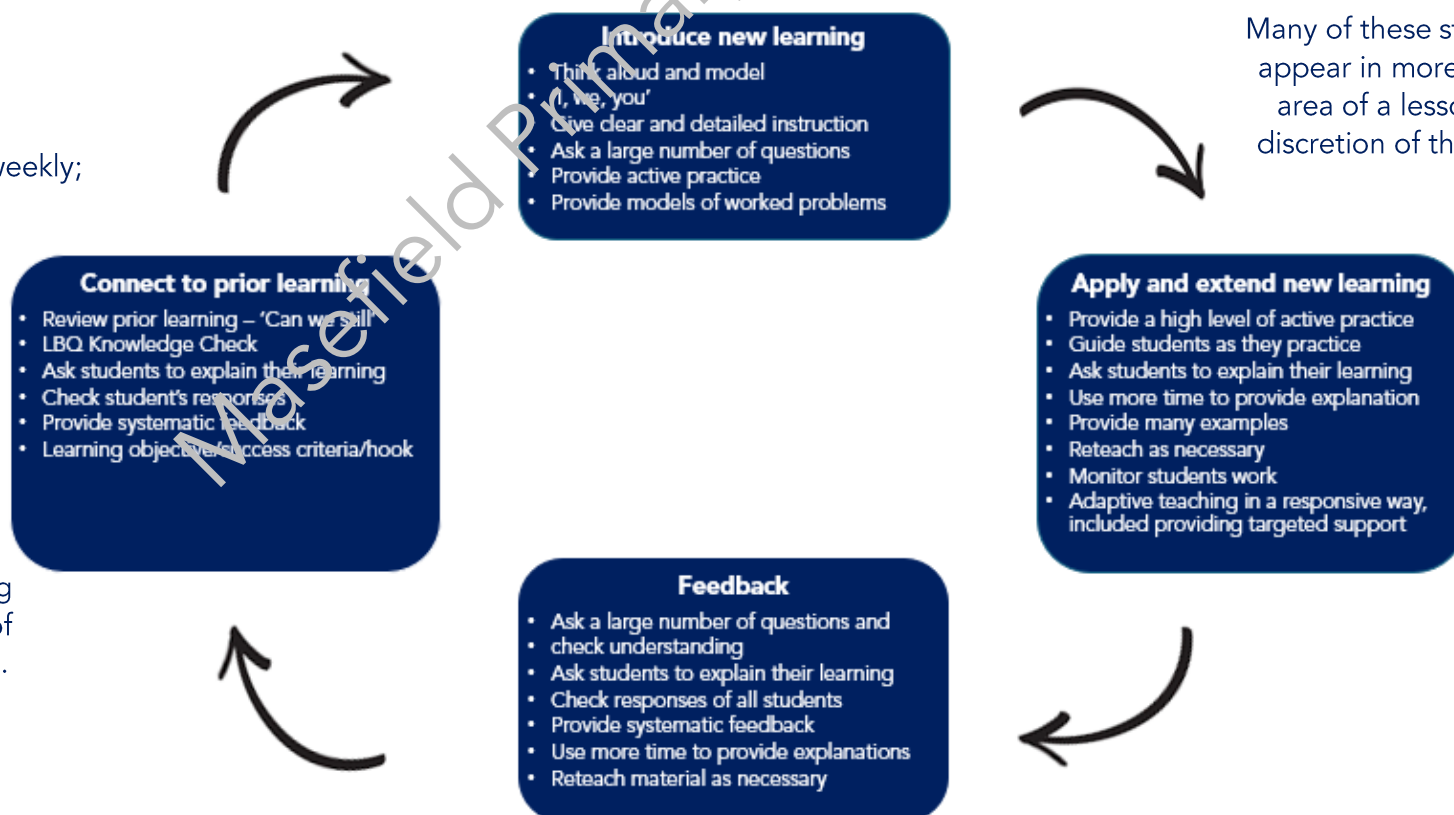 Introduce new learning
• Think aloud and model
• 'I, we, you'
• Give clear and detailed instruction
• Ask a large number of questions
• Provide active practice
• Provide models of worked problems
Many of these
appear in more
area of a
discretion of
weekly;
Connect to prior learning
• Review prior learning – 'Can we still'
• LBQ Knowledge Check
• Ask students to explain their learning
• Check student's responses
• Provide systematic feedback
• Learning objective/success criteria/hook
Apply and extend new learning
• Provide a high level of active practice
• Guide students as they practice
• Ask students to explain their learning
• Use more time to provide explanation
• Provide many examples
• Reteach as necessary
• Monitor students work
• Adaptive teaching in a responsive way,
included providing targeted support
of
Feedback
• Ask a large number of questions and
• check understanding
• Ask students to explain their learning
• Check responses of all students
• Provide systematic feedback
• Use more time to provide explanations
• Reteach material as necessary
Masefield